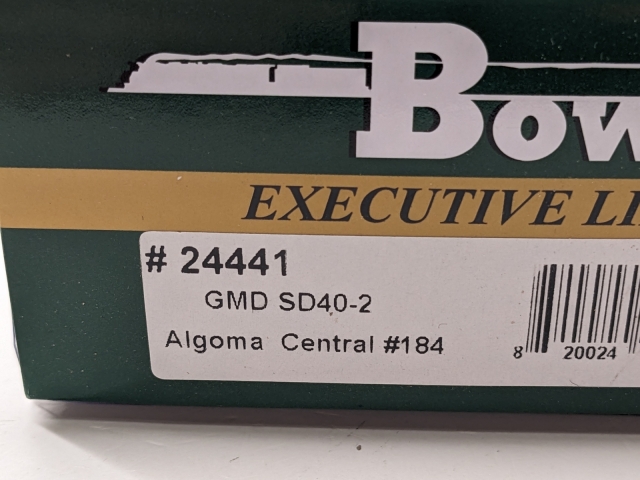 Bow
EXECUTIVE LI
# 24441
GMD SD40-2
Algoma Central #184
8 20024